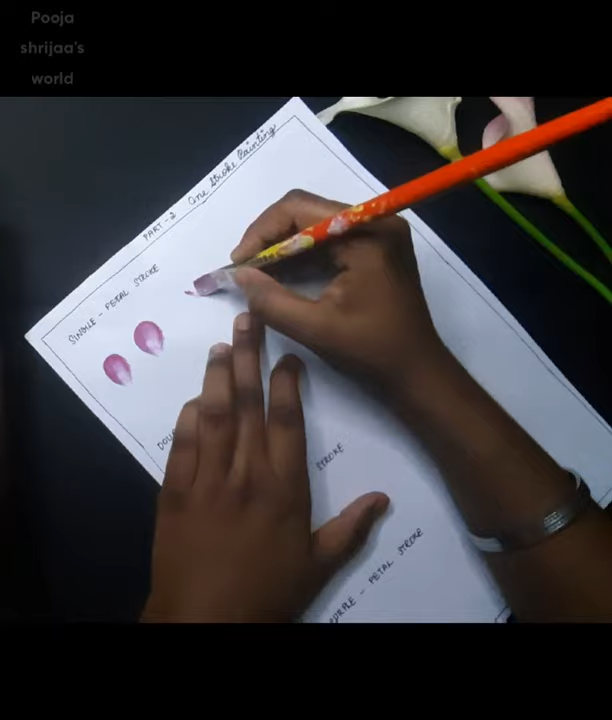 Pooja
shrijaa's
world
PART-2 One Stroke Painting
SINGLE - PETAL STROKE
STROKE
PETAL STROKE